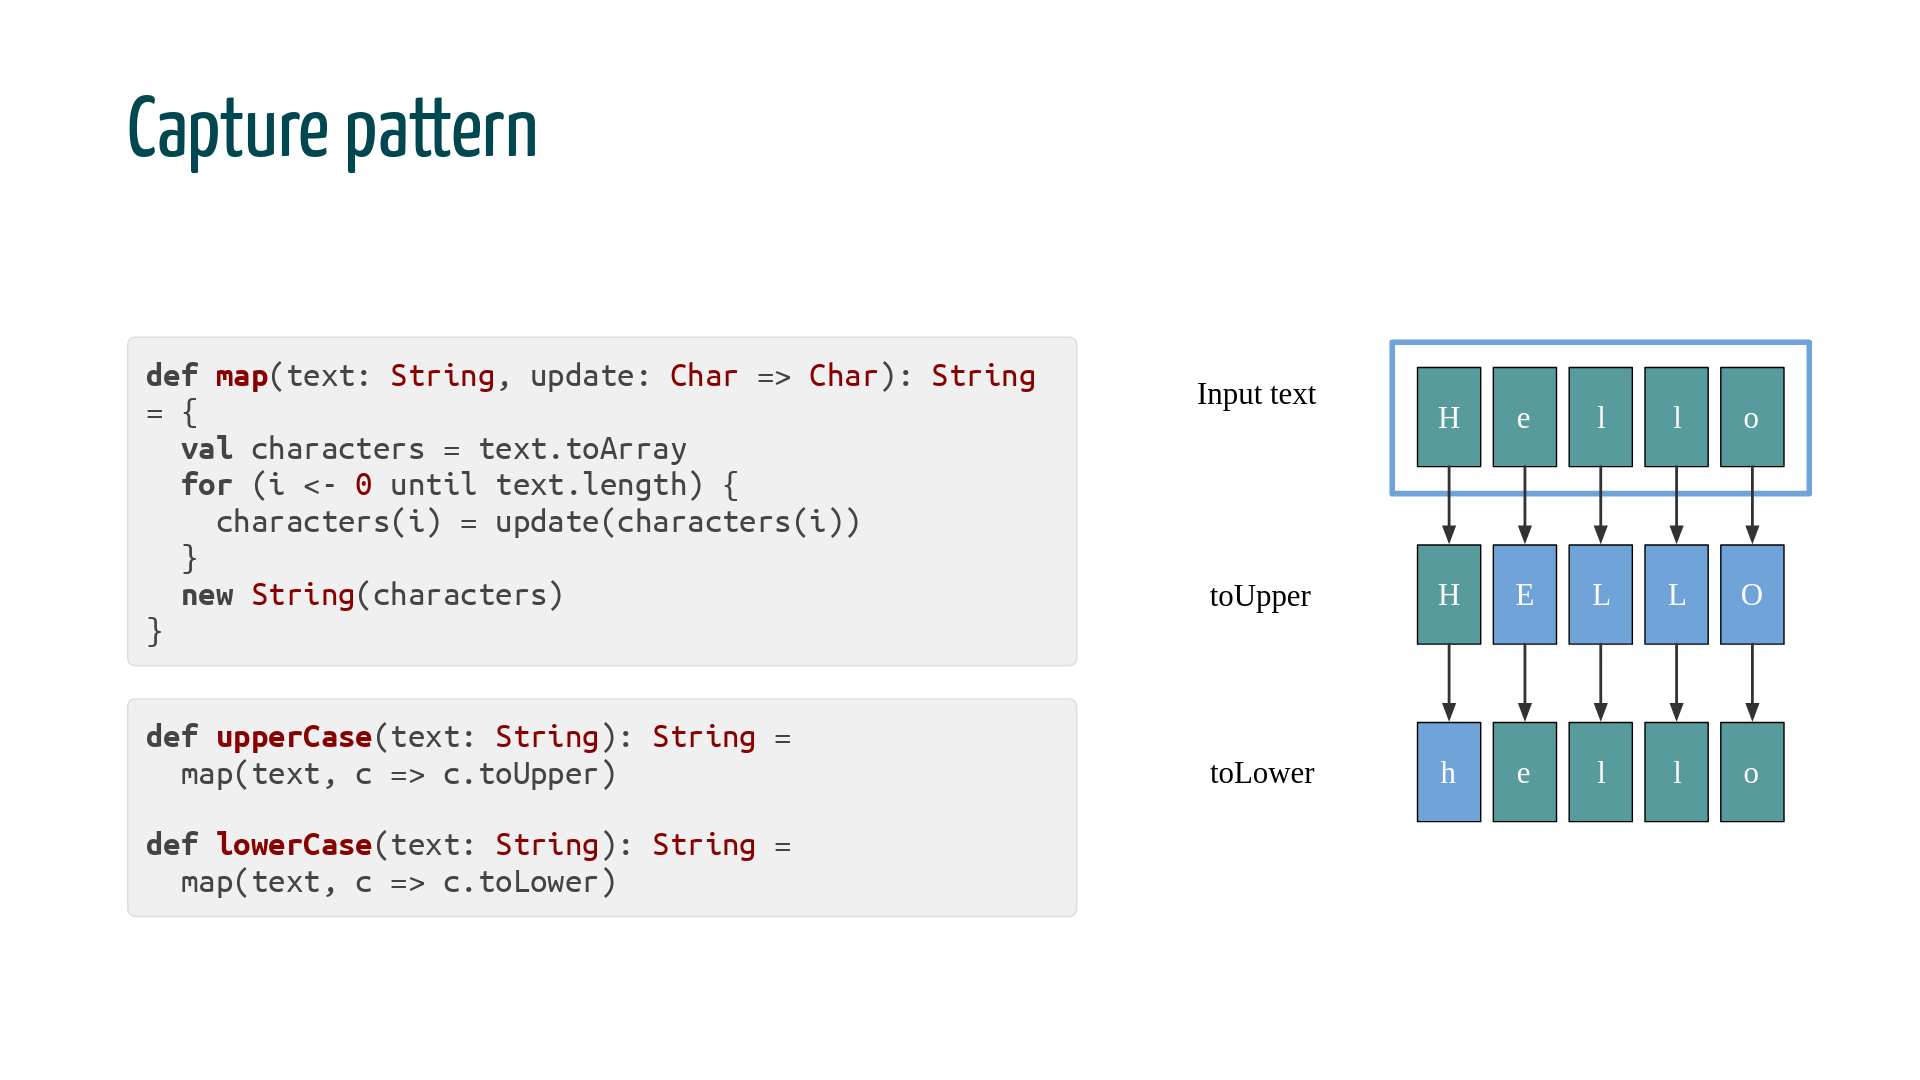 Capture pattern
def map(text: String, update: Char => Char): String
= {
  val characters = text.toArray
  for (i <- 0 until text.length) {
    characters(i) = update(characters(i))
  }
  new String(characters)
}
def upperCase(text: String): String =
  map(text, c => c.toUpper)
def lowerCase(text: String): String =
  map(text, c => c.toLower)
Input text H e l l o
toUpper H E L L O
toLower h e l l o